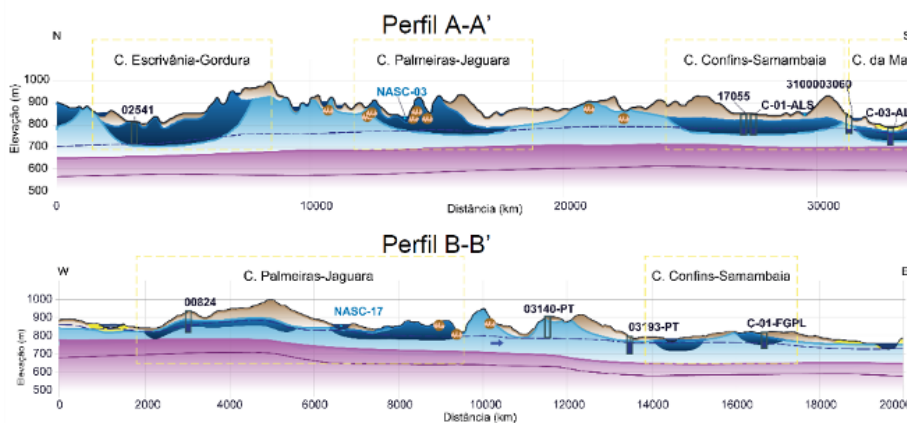 Perfil A-A’
N
S
C. Escrivânia-Gordura
C. Palmeiras-Jaguara
C. Confins-Samambaia
C. da Ma
1000
900
800
700
600
500
Elevação (m)
02541
NASC-03
17055
3100003060
C-01-ALS
C-03-AL
0
10000
20000
30000
Distância (km)
Perfil B-B’
W
E
C. Palmeiras-Jaguara
C. Confins-Samambaia
1000
900
800
700
600
500
Elevação (m)
00824
NASC-17
03140-PT
03193-PT
C-01-FGPL
0
2000
4000
6000
8000
10000
12000
14000
16000
18000
20000
Distância (km)